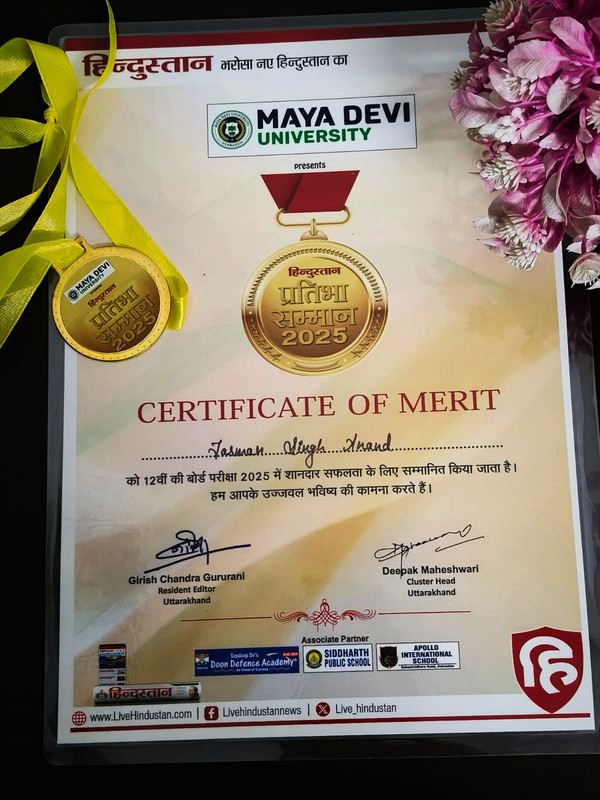 हिन्दुस्तान भरोसा नए हिन्दुस्तान का
MAYA DEVI
UNIVERSITY
presents
हिन्दुस्तान
प्रतिभा
सम्मान
2025
MAYA DEVI
UNIVERSITY
हिन्दुस्तान
प्रतिभा
सम्मान
2025
CERTIFICATE OF MERIT
Jasman Singh Anand
को 12वीं की बोर्ड परीक्षा 2025 में शानदार सफलता के लिए सम्मानित किया जाता है।
हम आपके उज्जवल भविष्य की कामना करते हैं।
Girish Chandra Gururani
Resident Editor
Uttarakhand
Deepak Maheshwari
Cluster Head
Uttarakhand
Associate Partner
Sandeep Sir's
Doon Defence Academy
SIDDHARTH
PUBLIC SCHOOL
APOLLO
INTERNATIONAL
SCHOOL
हिन्दुस्तान
हि
www.LiveHindustan.com | Livehindustannews | Live_hindustan